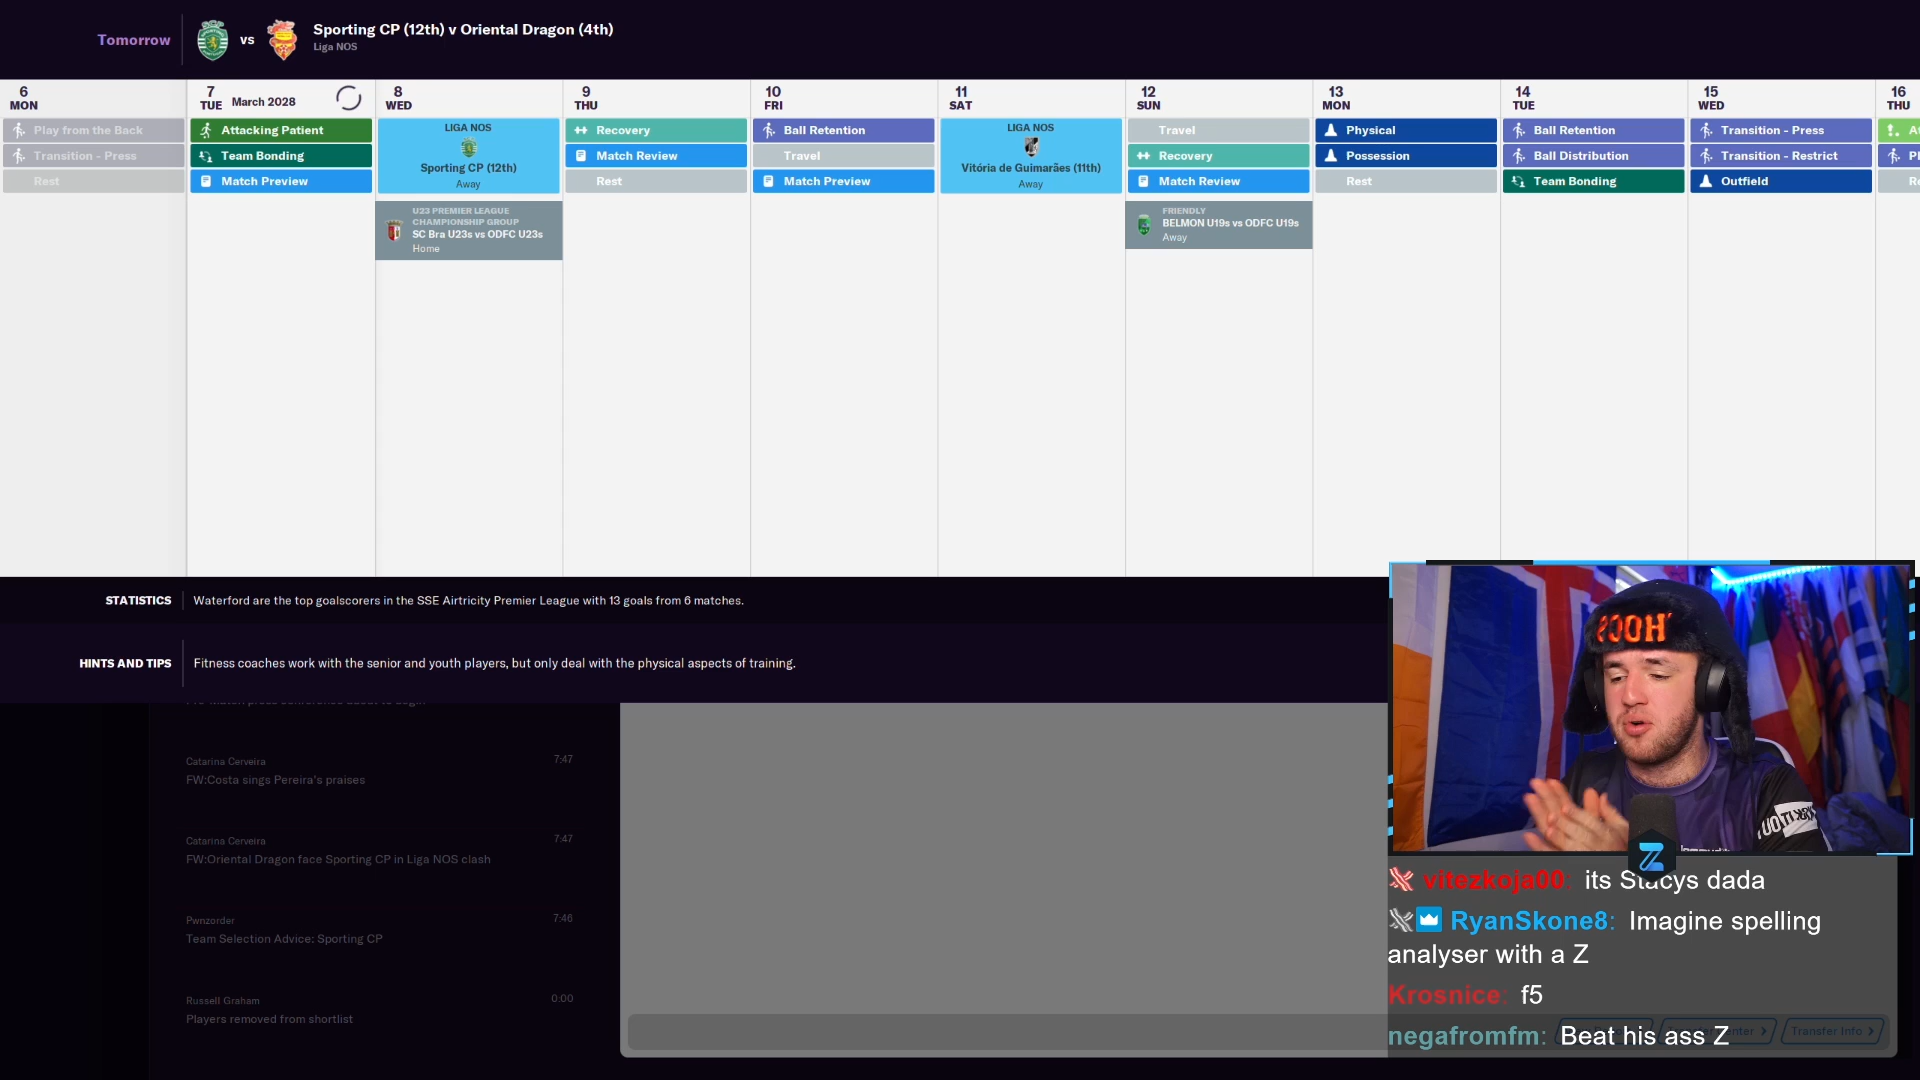 Tomorrow
vs
Sporting CP (12th) v Oriental Dragon (4th)
Liga NOS
6
MON
7
TUE March 2028
8
WED
9
THU
10
FRI
11
SAT
12
SUN
13
MON
14
TUE
15
WED
16
THU
Play from the Back
Transition - Press
Rest
Attacking Patient
Team Bonding
Match Preview
LIGA NOS
Sporting CP (12th)
Away
U23 PREMIER LEAGUE
CHAMPIONSHIP GROUP
SC Bra U23s vs ODFC U23s
Home
Recovery
Match Review
Rest
Ball Retention
Travel
Match Preview
LIGA NOS
Vitória de Guimarães (11th)
Away
Travel
Recovery
Match Review
FRIENDLY
BELMON U19s vs ODFC U19s
Away
Physical
Possession
Rest
Ball Retention
Ball Distribution
Team Bonding
Transition - Press
Transition - Restrict
Outfield
STATISTICS
Waterford are the top goalscorers in the SSE Airtricity Premier League with 13 goals from 6 matches.
HINTS AND TIPS
Fitness coaches work with the senior and youth players, but only deal with the physical aspects of training.
Catarina Cerveira 7:47
FW:Costa sings Pereira's praises
Catarina Cerveira 7:47
FW:Oriental Dragon face Sporting CP in Liga NOS clash
Pwnzorder 7:46
Team Selection Advice: Sporting CP
Russell Graham 0:00
Players removed from shortlist
vitezkoja00: its Stacys dada
RyanSkone8: Imagine spelling
analyser with a Z
Krosnice: f5
negafromfm: Beat his ass Z
Transfer Info